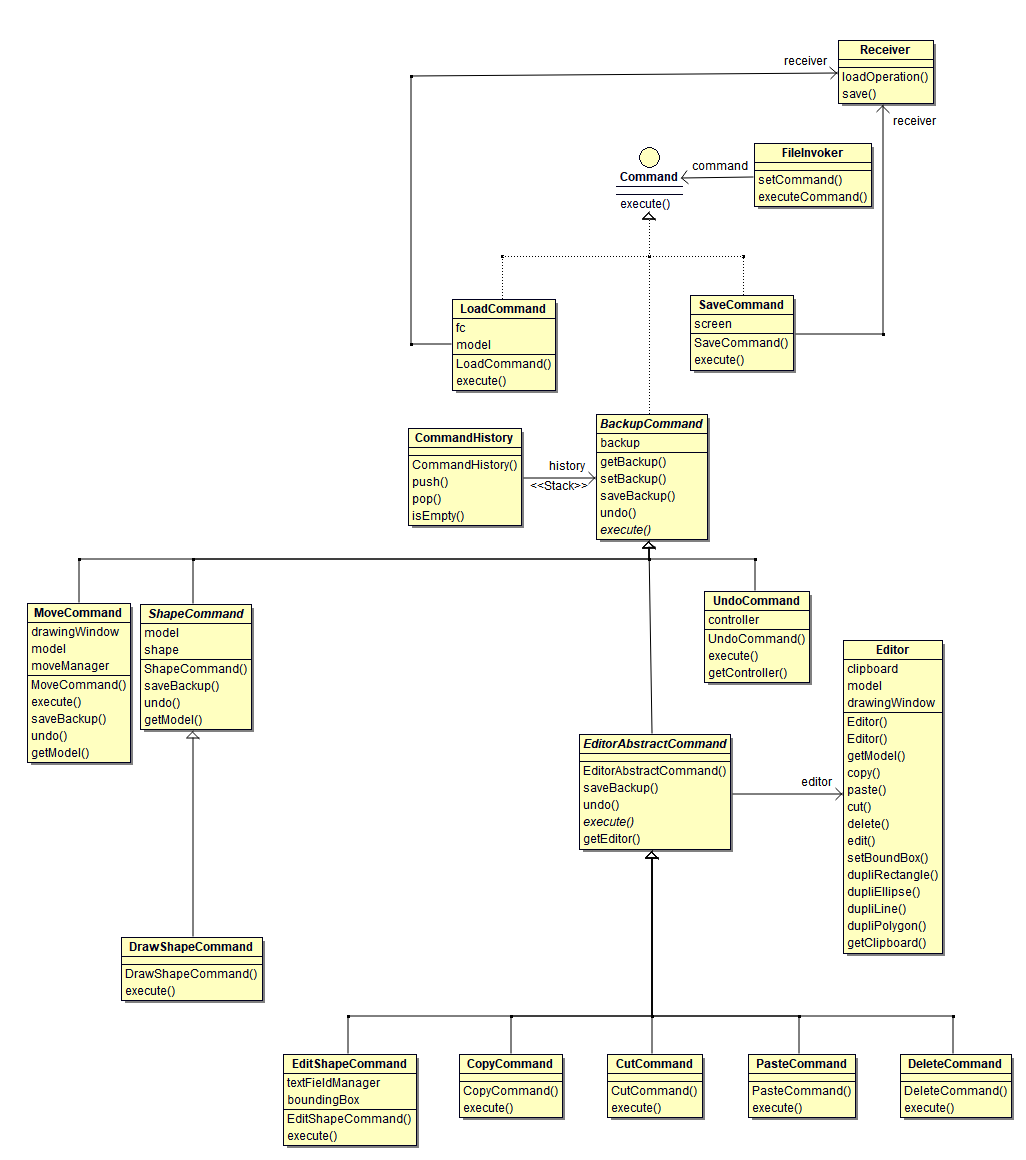 Receiver
receiver
loadOperation()
save()
receiver
FileInvoker
command
Command
setCommand()
executeCommand()
execute()
LoadCommand
fc
model
LoadCommand()
execute()
SaveCommand
screen
SaveCommand()
execute()
BackupCommand
backup
getBackup()
setBackup()
saveBackup()
undo()
execute()
CommandHistory
CommandHistory()
push()
pop()
isEmpty()
history
<<Stack>>
MoveCommand
drawingWindow
model
moveManager
MoveCommand()
execute()
saveBackup()
undo()
getModel()
ShapeCommand
model
shape
ShapeCommand()
saveBackup()
undo()
getModel()
UndoCommand
controller
UndoCommand()
execute()
getController()
Editor
clipboard
model
drawingWindow
Editor()
Editor()
getModel()
copy()
paste()
cut()
delete()
edit()
setBoundBox()
dupliRectangle()
dupliEllipse()
dupliLine()
dupliPolygon()
getClipboard()
EditorAbstractCommand
EditorAbstractCommand()
saveBackup()
undo()
execute()
getEditor()
editor
DrawShapeCommand
DrawShapeCommand()
execute()
EditShapeCommand
textFieldManager
boundingBox
EditShapeCommand()
execute()
CopyCommand
CopyCommand()
execute()
CutCommand
CutCommand()
execute()
PasteCommand
PasteCommand()
execute()
DeleteCommand
DeleteCommand()
execute()